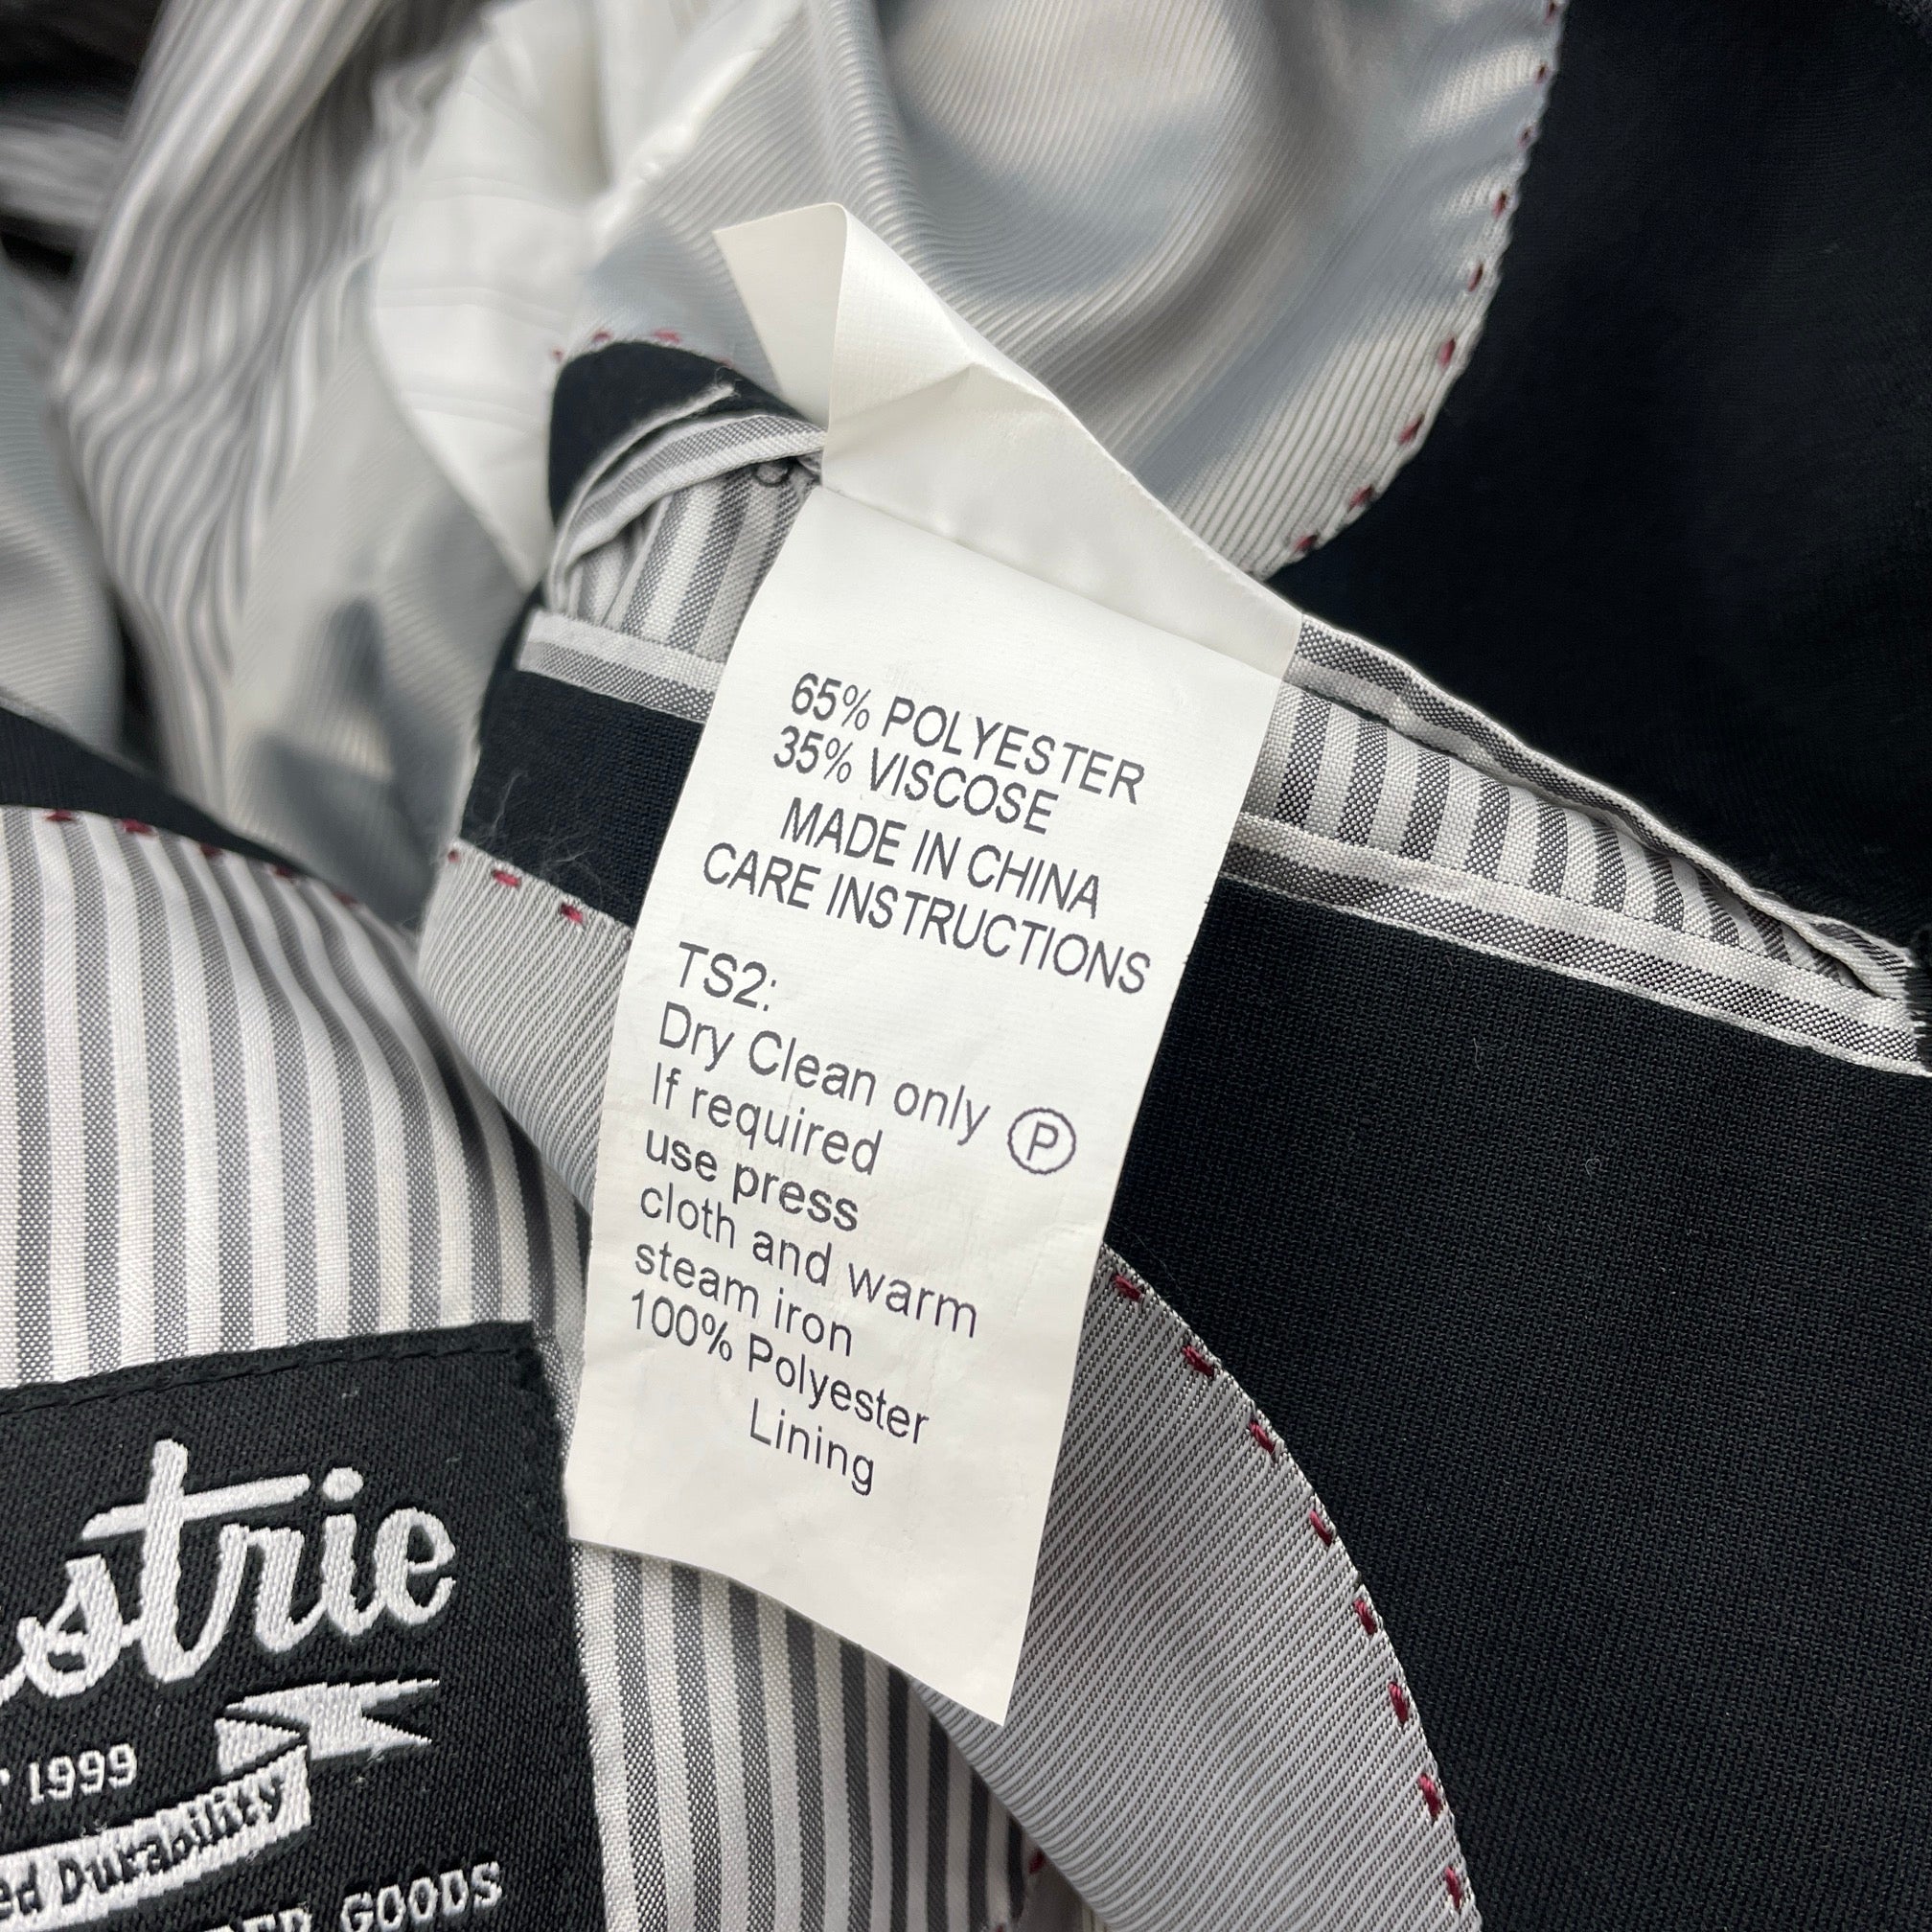 65% POLYESTER
35% VISCOSE
MADE IN CHINA
CARE INSTRUCTIONS
TS2:
Dry Clean only Ⓟ
If required
use press
cloth and warm
steam iron
100% Polyester
Lining
strie
1999
Durability
GOODS